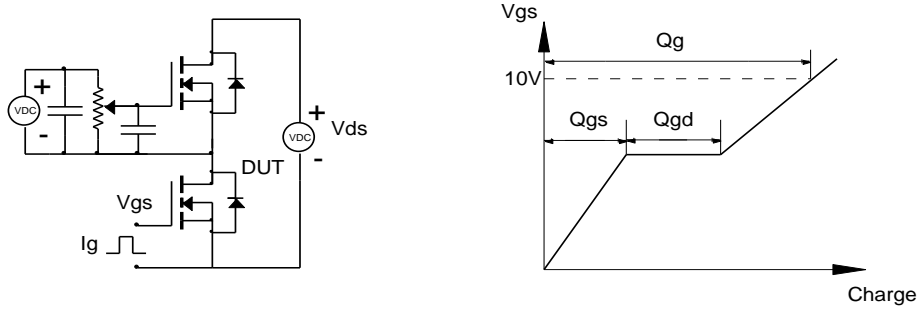 +
VDC
-
+
VDC
-
Vds
DUT
Vgs
Ig
Vgs
Qg
10V
Qgs
Qgd
Charge